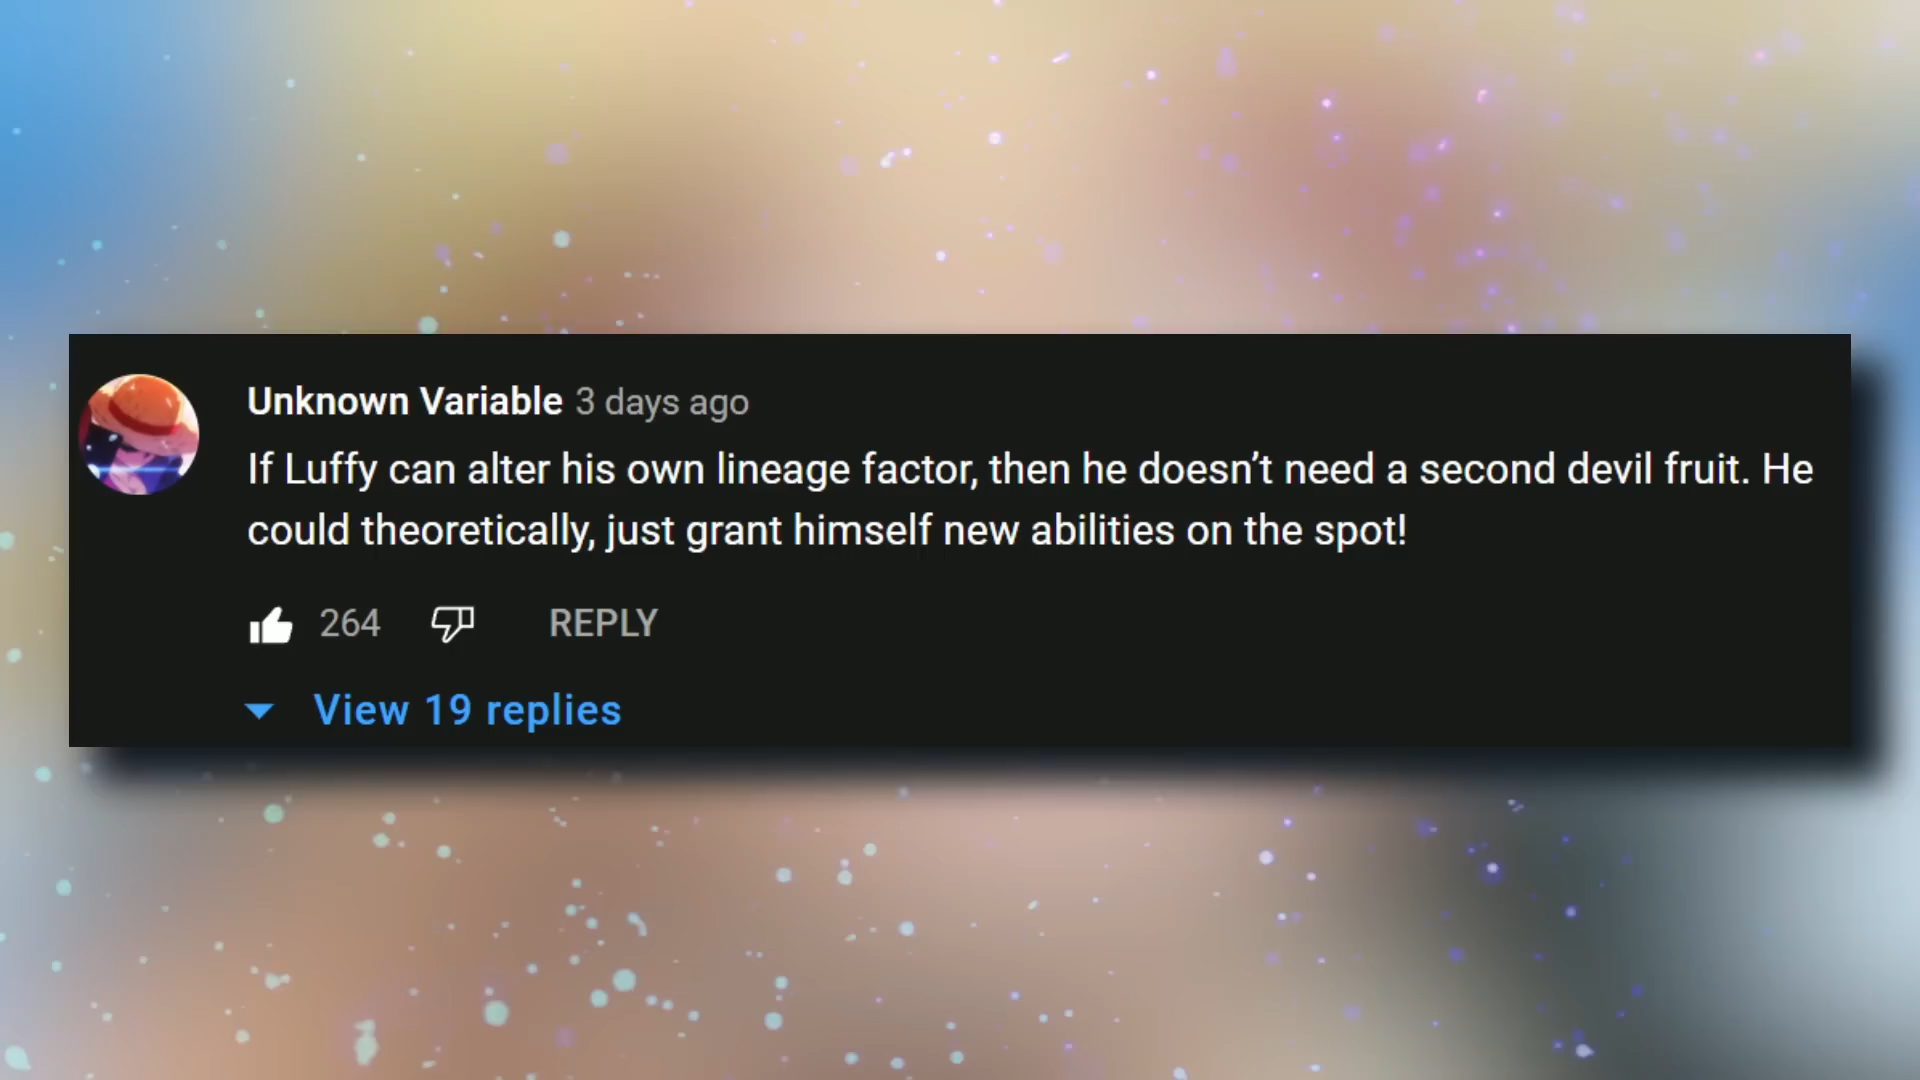 Unknown Variable 3 days ago
If Luffy can alter his own lineage factor, then he doesn’t need a second devil fruit. He
could theoretically, just grant himself new abilities on the spot!
264 REPLY
View 19 replies